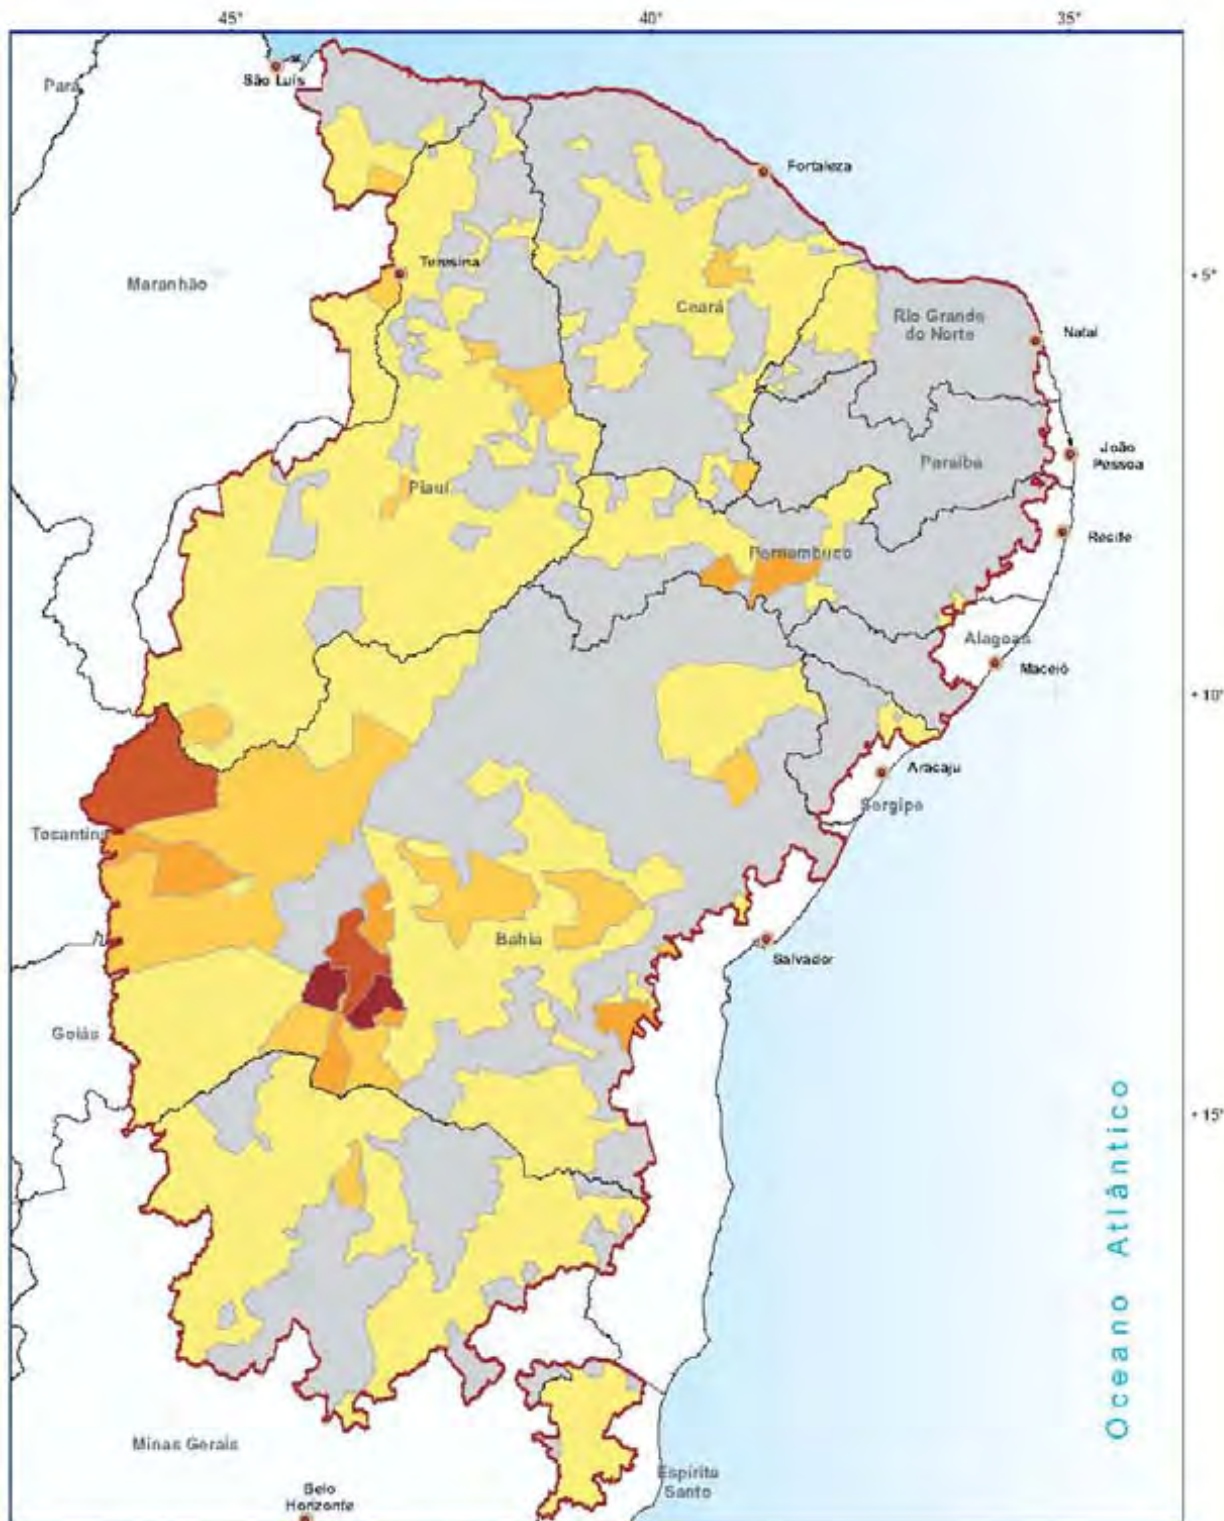 45°
40°
35°
São Luís
Pará
Fortaleza
Teresina
+ 5°
Maranhão
Ceará
Rio Grande
do Norte
Natal
João
Pessoa
Paraíba
Piauí
Recife
Pernambuco
Alagoas
Maceió
+ 10°
Aracaju
Sergipe
Tocantins
Bahia
Salvador
Goiás
+ 15°
Oceano Atlântico
Minas Gerais
Espírito
Santo
Belo
Horizonte